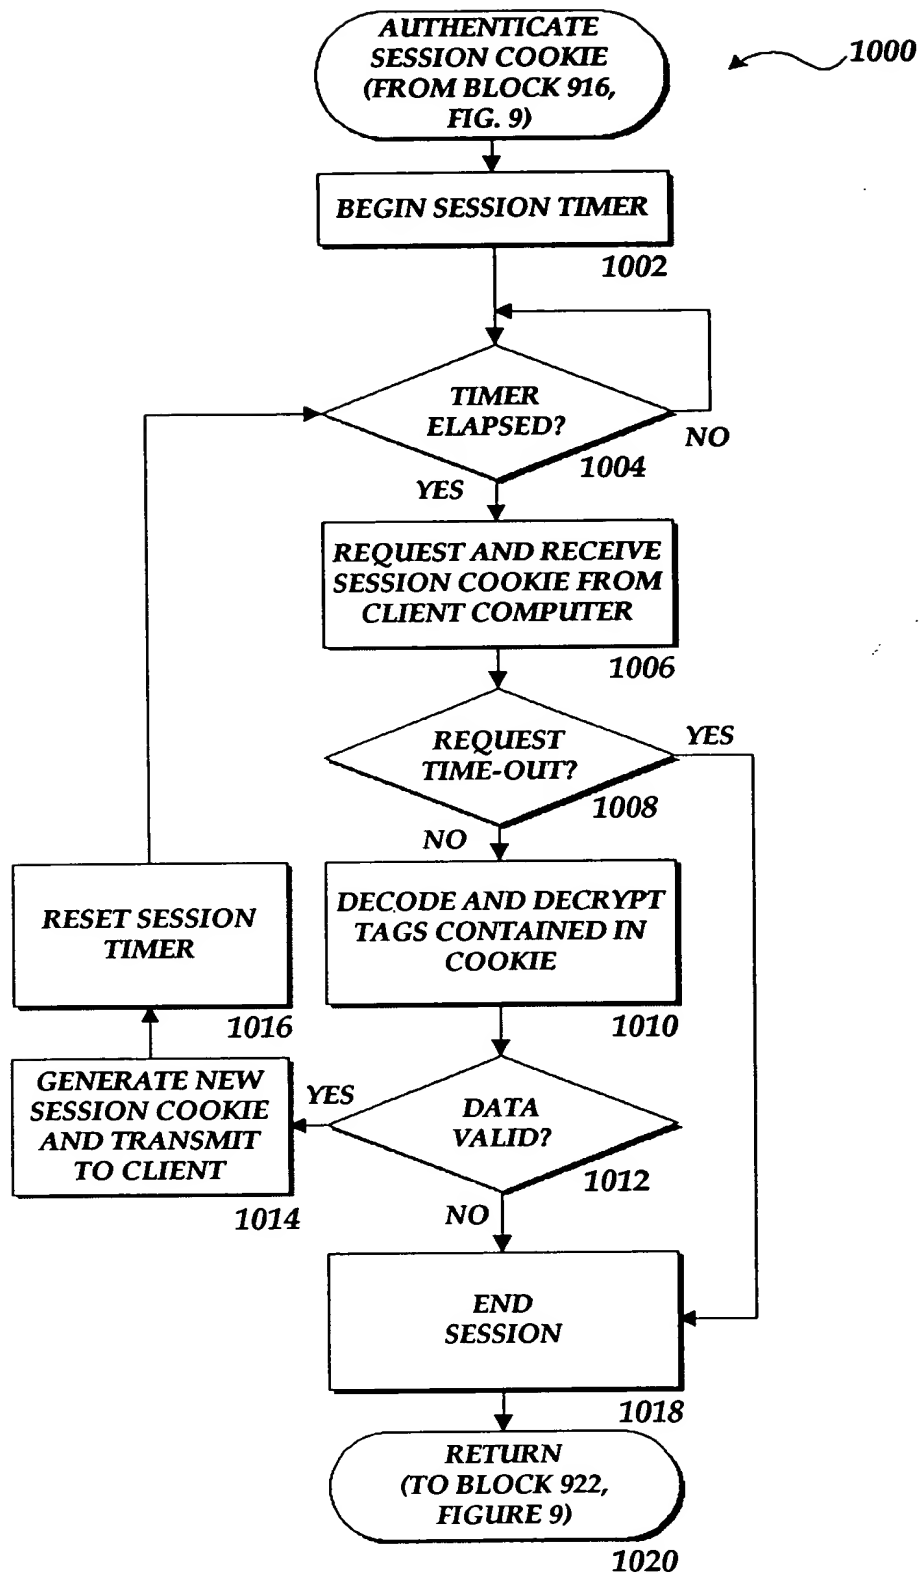 AUTHENTICATE
SESSION COOKIE
(FROM BLOCK 916,
FIG. 9)
1000
BEGIN SESSION TIMER
1002
TIMER
ELAPSED?
NO
1004
YES
REQUEST AND RECEIVE
SESSION COOKIE FROM
CLIENT COMPUTER
1006
REQUEST
TIME-OUT?
YES
1008
NO
DECODE AND DECRYPT
TAGS CONTAINED IN
COOKIE
1010
RESET SESSION
TIMER
1016
GENERATE NEW
SESSION COOKIE
AND TRANSMIT
TO CLIENT
1014
YES
DATA
VALID?
1012
NO
END
SESSION
1018
RETURN
(TO BLOCK 922,
FIGURE 9)
1020